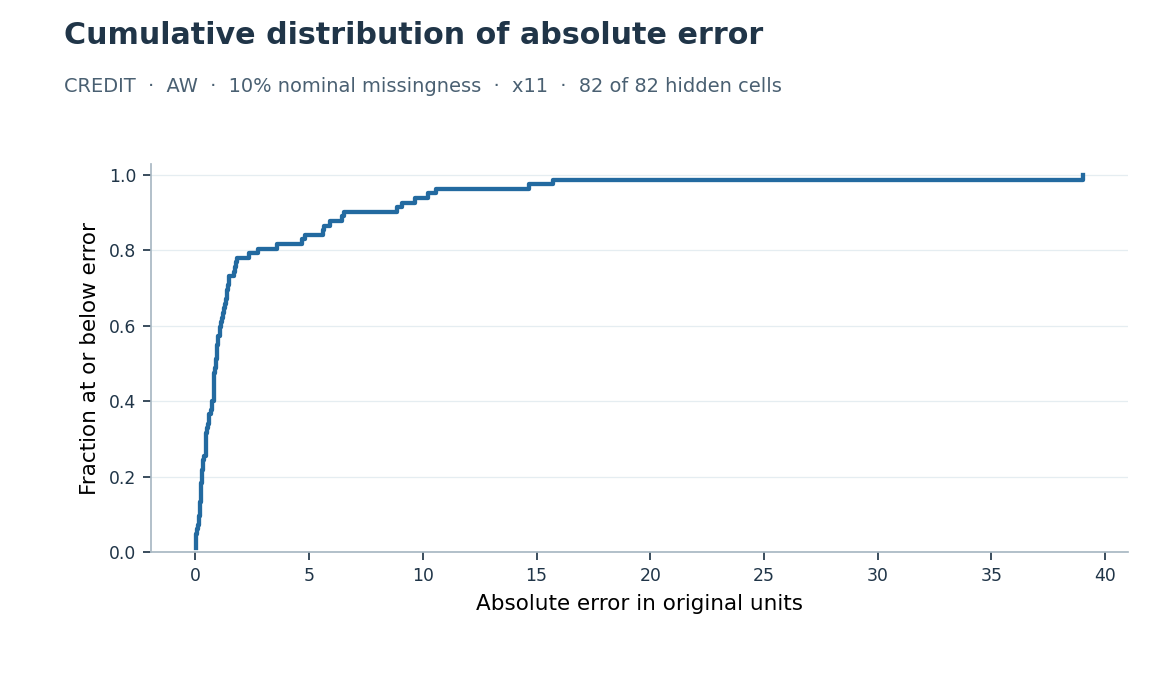 Cumulative distribution of absolute error
CREDIT · AW · 10% nominal missingness · x11 · 82 of 82 hidden cells
Fraction at or below error
1.0
0.8
0.6
0.4
0.2
0.0
0 5 10 15 20 25 30 35 40
Absolute error in original units